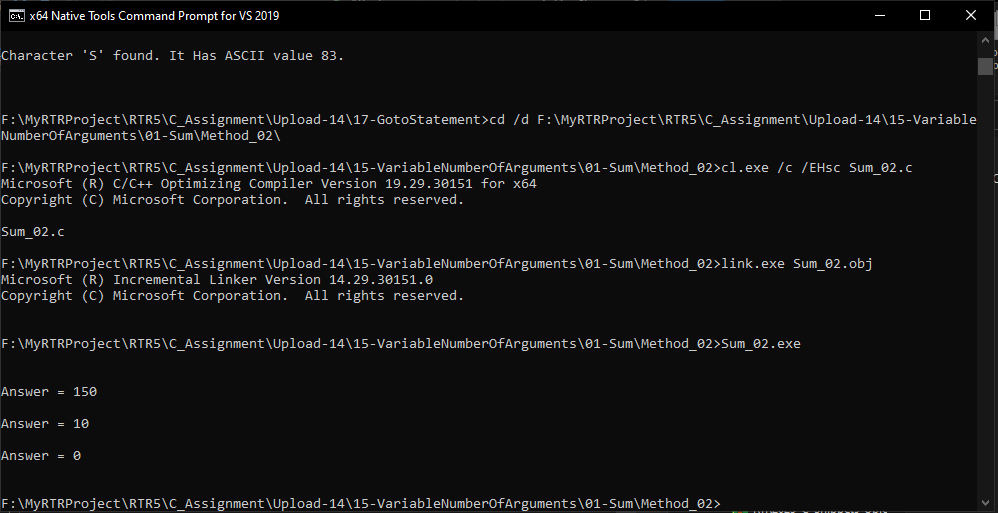 x64 Native Tools Command Prompt for VS 2019
Character 'S' found. It Has ASCII value 83.
F:\MyRTRProject\RTR5\C_Assignment\Upload-14\17-GotoStatement>cd /d F:\MyRTRProject\RTR5\C_Assignment\Upload-14\15-Variable
NumberOfArguments\01-Sum\Method_02\
F:\MyRTRProject\RTR5\C_Assignment\Upload-14\15-VariableNumberOfArguments\01-Sum\Method_02>cl.exe /c /EHsc Sum_02.c
Microsoft (R) C/C++ Optimizing Compiler Version 19.29.30151 for x64
Copyright (C) Microsoft Corporation.  All rights reserved.
Sum_02.c
F:\MyRTRProject\RTR5\C_Assignment\Upload-14\15-VariableNumberOfArguments\01-Sum\Method_02>link.exe Sum_02.obj
Microsoft (R) Incremental Linker Version 14.29.30151.0
Copyright (C) Microsoft Corporation.  All rights reserved.
F:\MyRTRProject\RTR5\C_Assignment\Upload-14\15-VariableNumberOfArguments\01-Sum\Method_02>Sum_02.exe
Answer = 150
Answer = 10
Answer = 0
F:\MyRTRProject\RTR5\C_Assignment\Upload-14\15-VariableNumberOfArguments\01-Sum\Method_02>